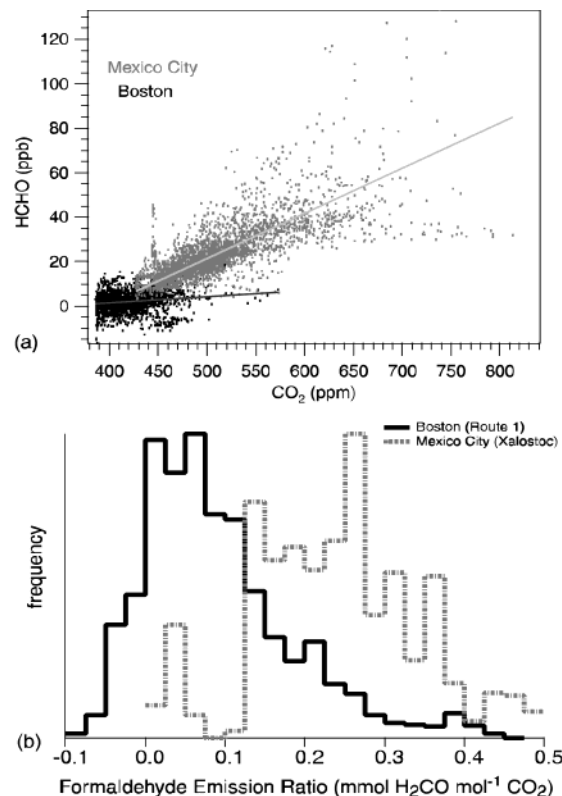 (a)
HCHO (ppb)
120
100
80
60
40
20
0
Mexico City
Boston
400 450 500 550 600 650 700 750 800
CO₂ (ppm)
(b)
frequency
Boston (Route 1)
Mexico City (Xalostoc)
-0.1 0.0 0.1 0.2 0.3 0.4 0.5
Formaldehyde Emission Ratio (mmol H₂CO mol⁻¹ CO₂)